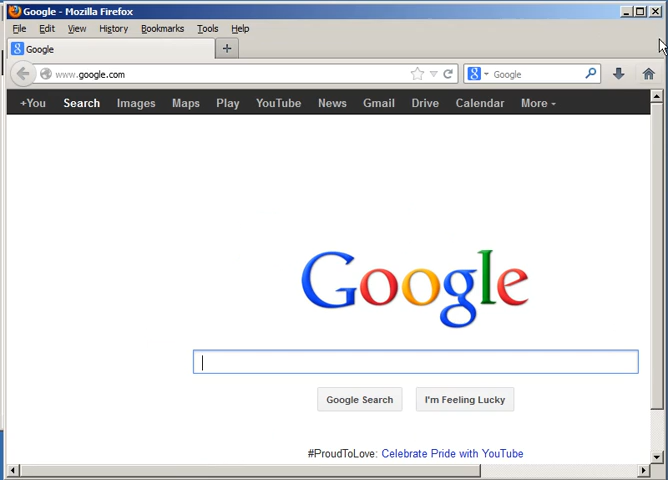 Google - Mozilla Firefox
File Edit View History Bookmarks Tools Help
Google
www.google.com
Google
+You Search Images Maps Play YouTube News Gmail Drive Calendar More
Google
Google Search I'm Feeling Lucky
#ProudToLove: Celebrate Pride with YouTube